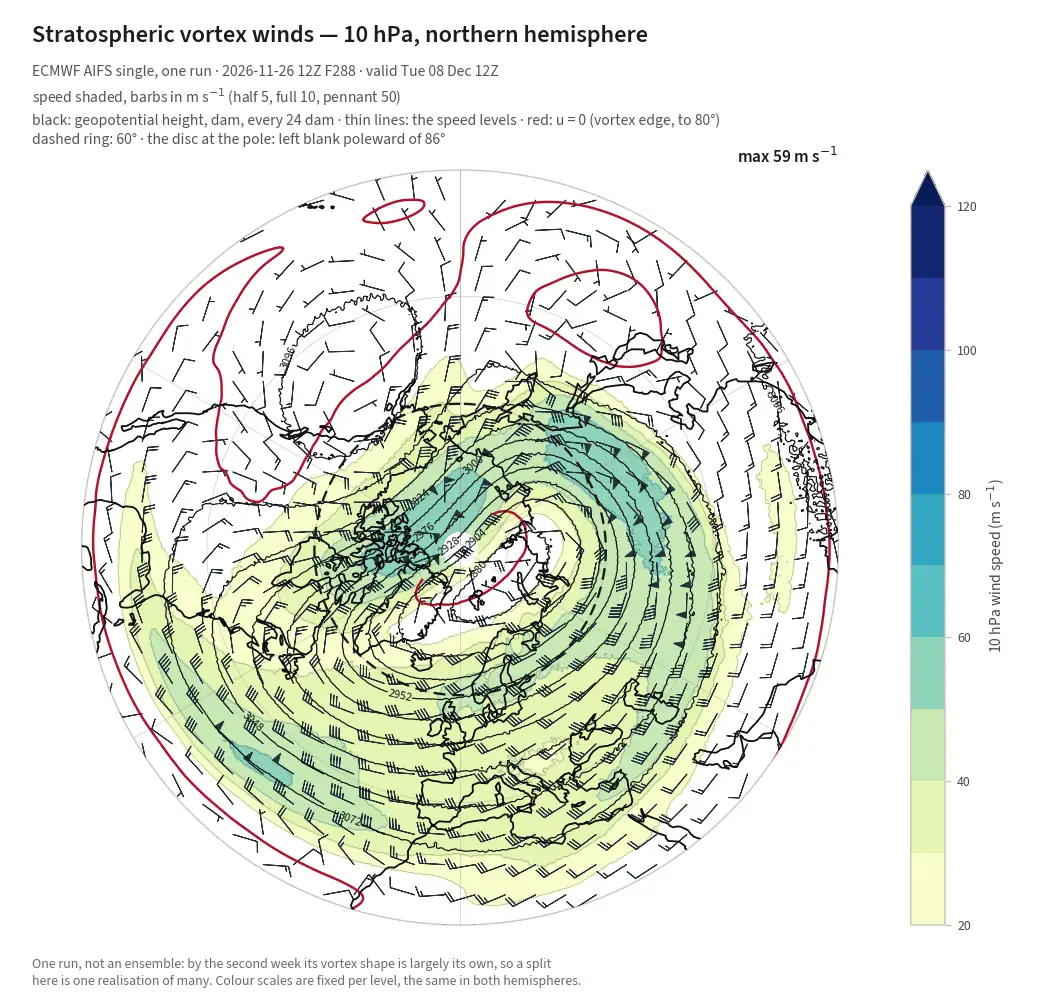 Stratospheric vortex winds — 10 hPa, northern hemisphere
ECMWF AIFS single, one run · 2026-11-26 12Z F288 · valid Tue 08 Dec 12Z
speed shaded, barbs in m s⁻¹ (half 5, full 10, pennant 50)
black: geopotential height, dam, every 24 dam · thin lines: the speed levels · red: u = 0 (vortex edge, to 80°)
dashed ring: 60° · the disc at the pole: left blank poleward of 86°
max 59 m s⁻¹
120
100
80
60
40
20
10 hPa wind speed (m s⁻¹)
3096
2976
2928
2904
2952
3072
One run, not an ensemble: by the second week its vortex shape is largely its own, so a split
here is one realisation of many. Colour scales are fixed per level, the same in both hemispheres.